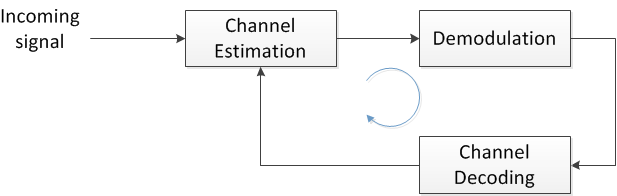 Incoming
signal
Channel
Estimation
Demodulation
Channel
Decoding